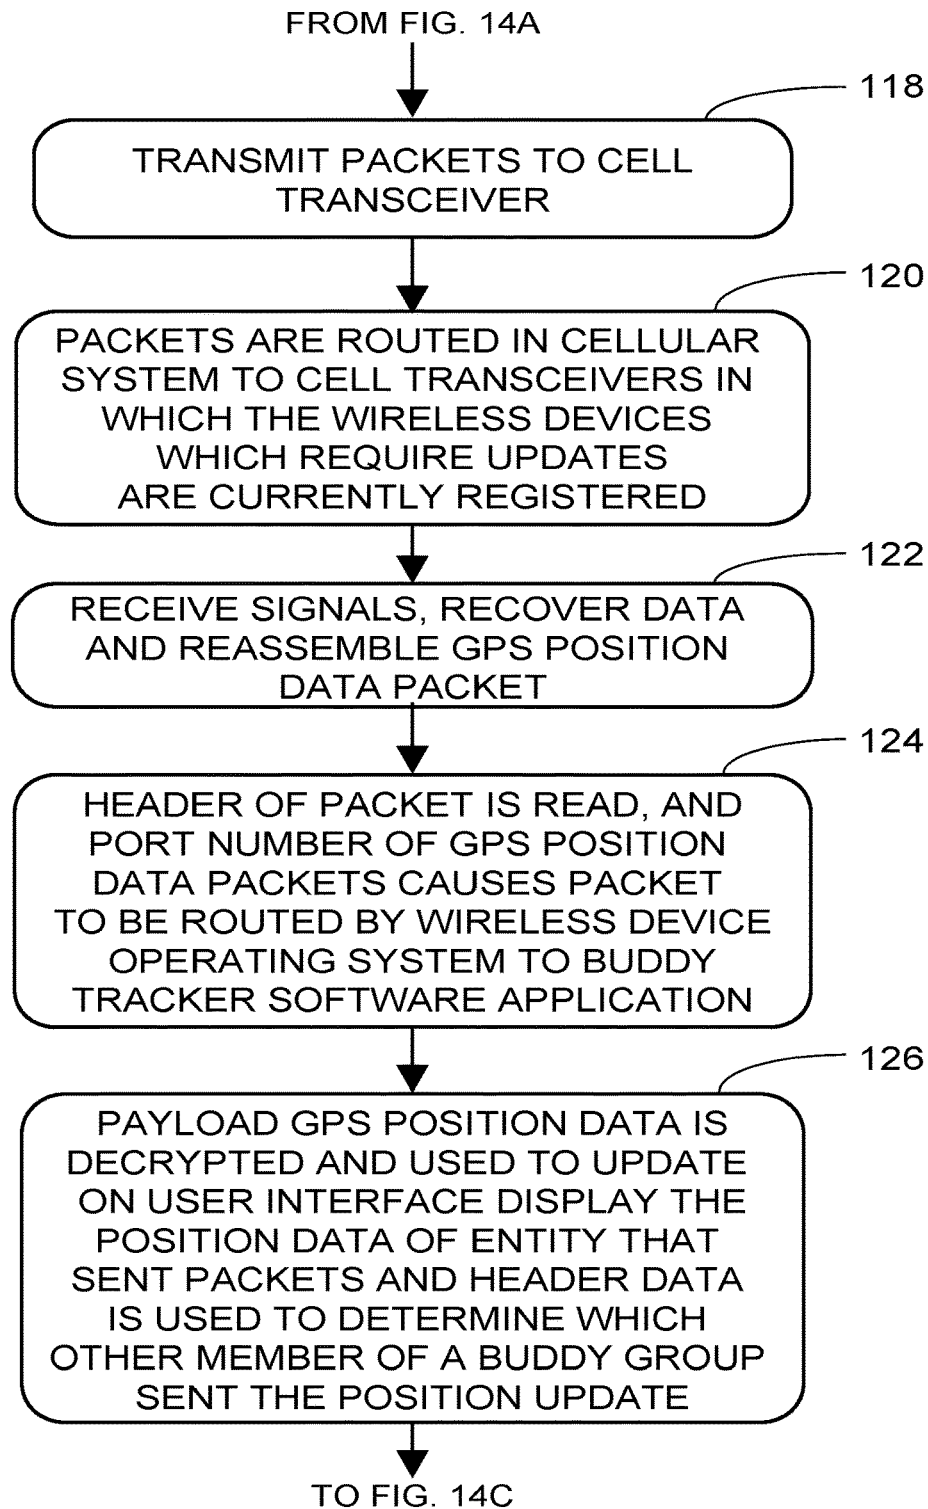 FROM FIG. 14A
118
TRANSMIT PACKETS TO CELL
TRANSCEIVER
120
PACKETS ARE ROUTED IN CELLULAR
SYSTEM TO CELL TRANSCEIVERS IN
WHICH THE WIRELESS DEVICES
WHICH REQUIRE UPDATES
ARE CURRENTLY REGISTERED
122
RECEIVE SIGNALS, RECOVER DATA
AND REASSEMBLE GPS POSITION
DATA PACKET
124
HEADER OF PACKET IS READ, AND
PORT NUMBER OF GPS POSITION
DATA PACKETS CAUSES PACKET
TO BE ROUTED BY WIRELESS DEVICE
OPERATING SYSTEM TO BUDDY
TRACKER SOFTWARE APPLICATION
126
PAYLOAD GPS POSITION DATA IS
DECRYPTED AND USED TO UPDATE
ON USER INTERFACE DISPLAY THE
POSITION DATA OF ENTITY THAT
SENT PACKETS AND HEADER DATA
IS USED TO DETERMINE WHICH
OTHER MEMBER OF A BUDDY GROUP
SENT THE POSITION UPDATE
TO FIG. 14C